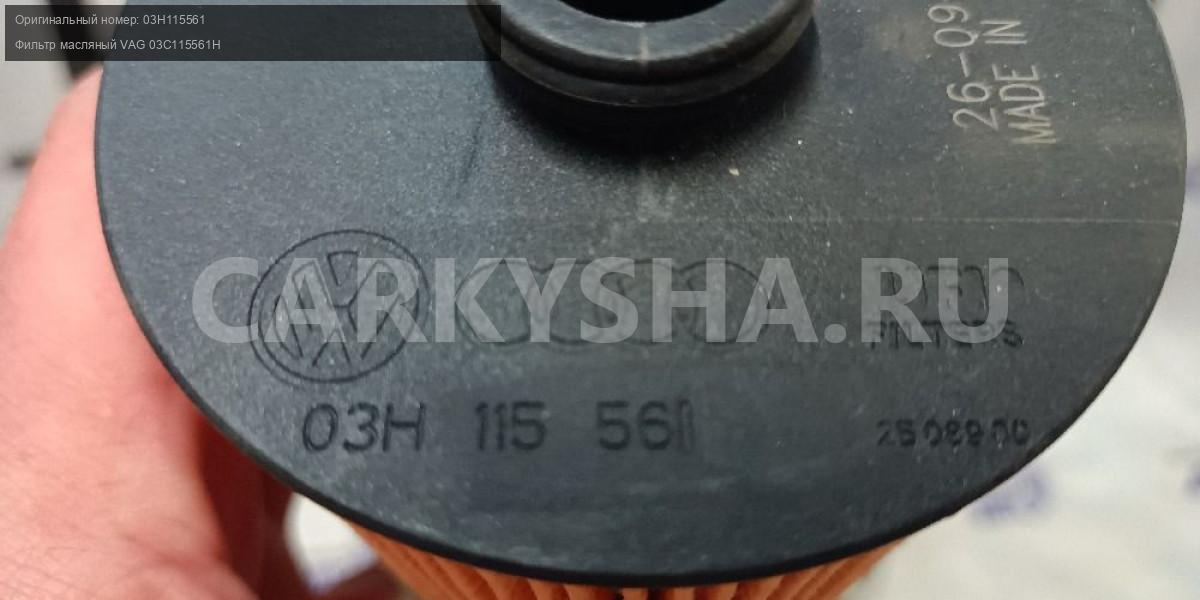 Оригинальный номер: 03H115561
Фильтр масляный VAG 03C115561H
26-09
MADE IN
CARKYSHA.RU
03H 115 561